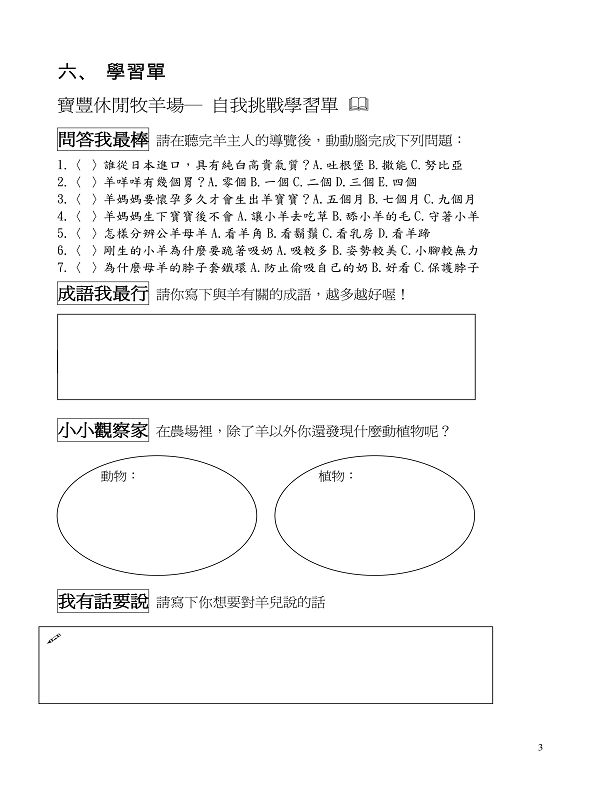 六、 學習單
寶豐休閒牧羊場— 自我挑戰學習單
問答我最棒 請在聽完羊主人的導覽後，動動腦完成下列問題：
1.〈 〉誰從日本進口，具有純白高貴氣質？A.吐根堡 B.撒能 C.努比亞
2.〈 〉羊咩咩有幾個胃？A.零個 B.一個 C.二個 D.三個 E.四個
3.〈 〉羊媽媽要懷孕多久才會生出羊寶寶？A.五個月 B.七個月 C.九個月
4.〈 〉羊媽媽生下寶寶後不會 A.讓小羊去吃草 B.舔小羊的毛 C.守著小羊
5.〈 〉怎樣分辨公羊母羊 A.看羊角 B.看鬍鬚 C.看乳房 D.看羊蹄
6.〈 〉剛生的小羊為什麼要跪著吸奶 A.吸較多 B.姿勢較美 C.小腳較無力
7.〈 〉為什麼母羊的脖子套鐵環 A.防止偷吸自己的奶 B.好看 C.保護脖子
成語我最行 請你寫下與羊有關的成語，越多越好喔！
小小觀察家 在農場裡，除了羊以外你還發現什麼動植物呢？
動物： 植物：
我有話要說 請寫下你想要對羊兒說的話
3